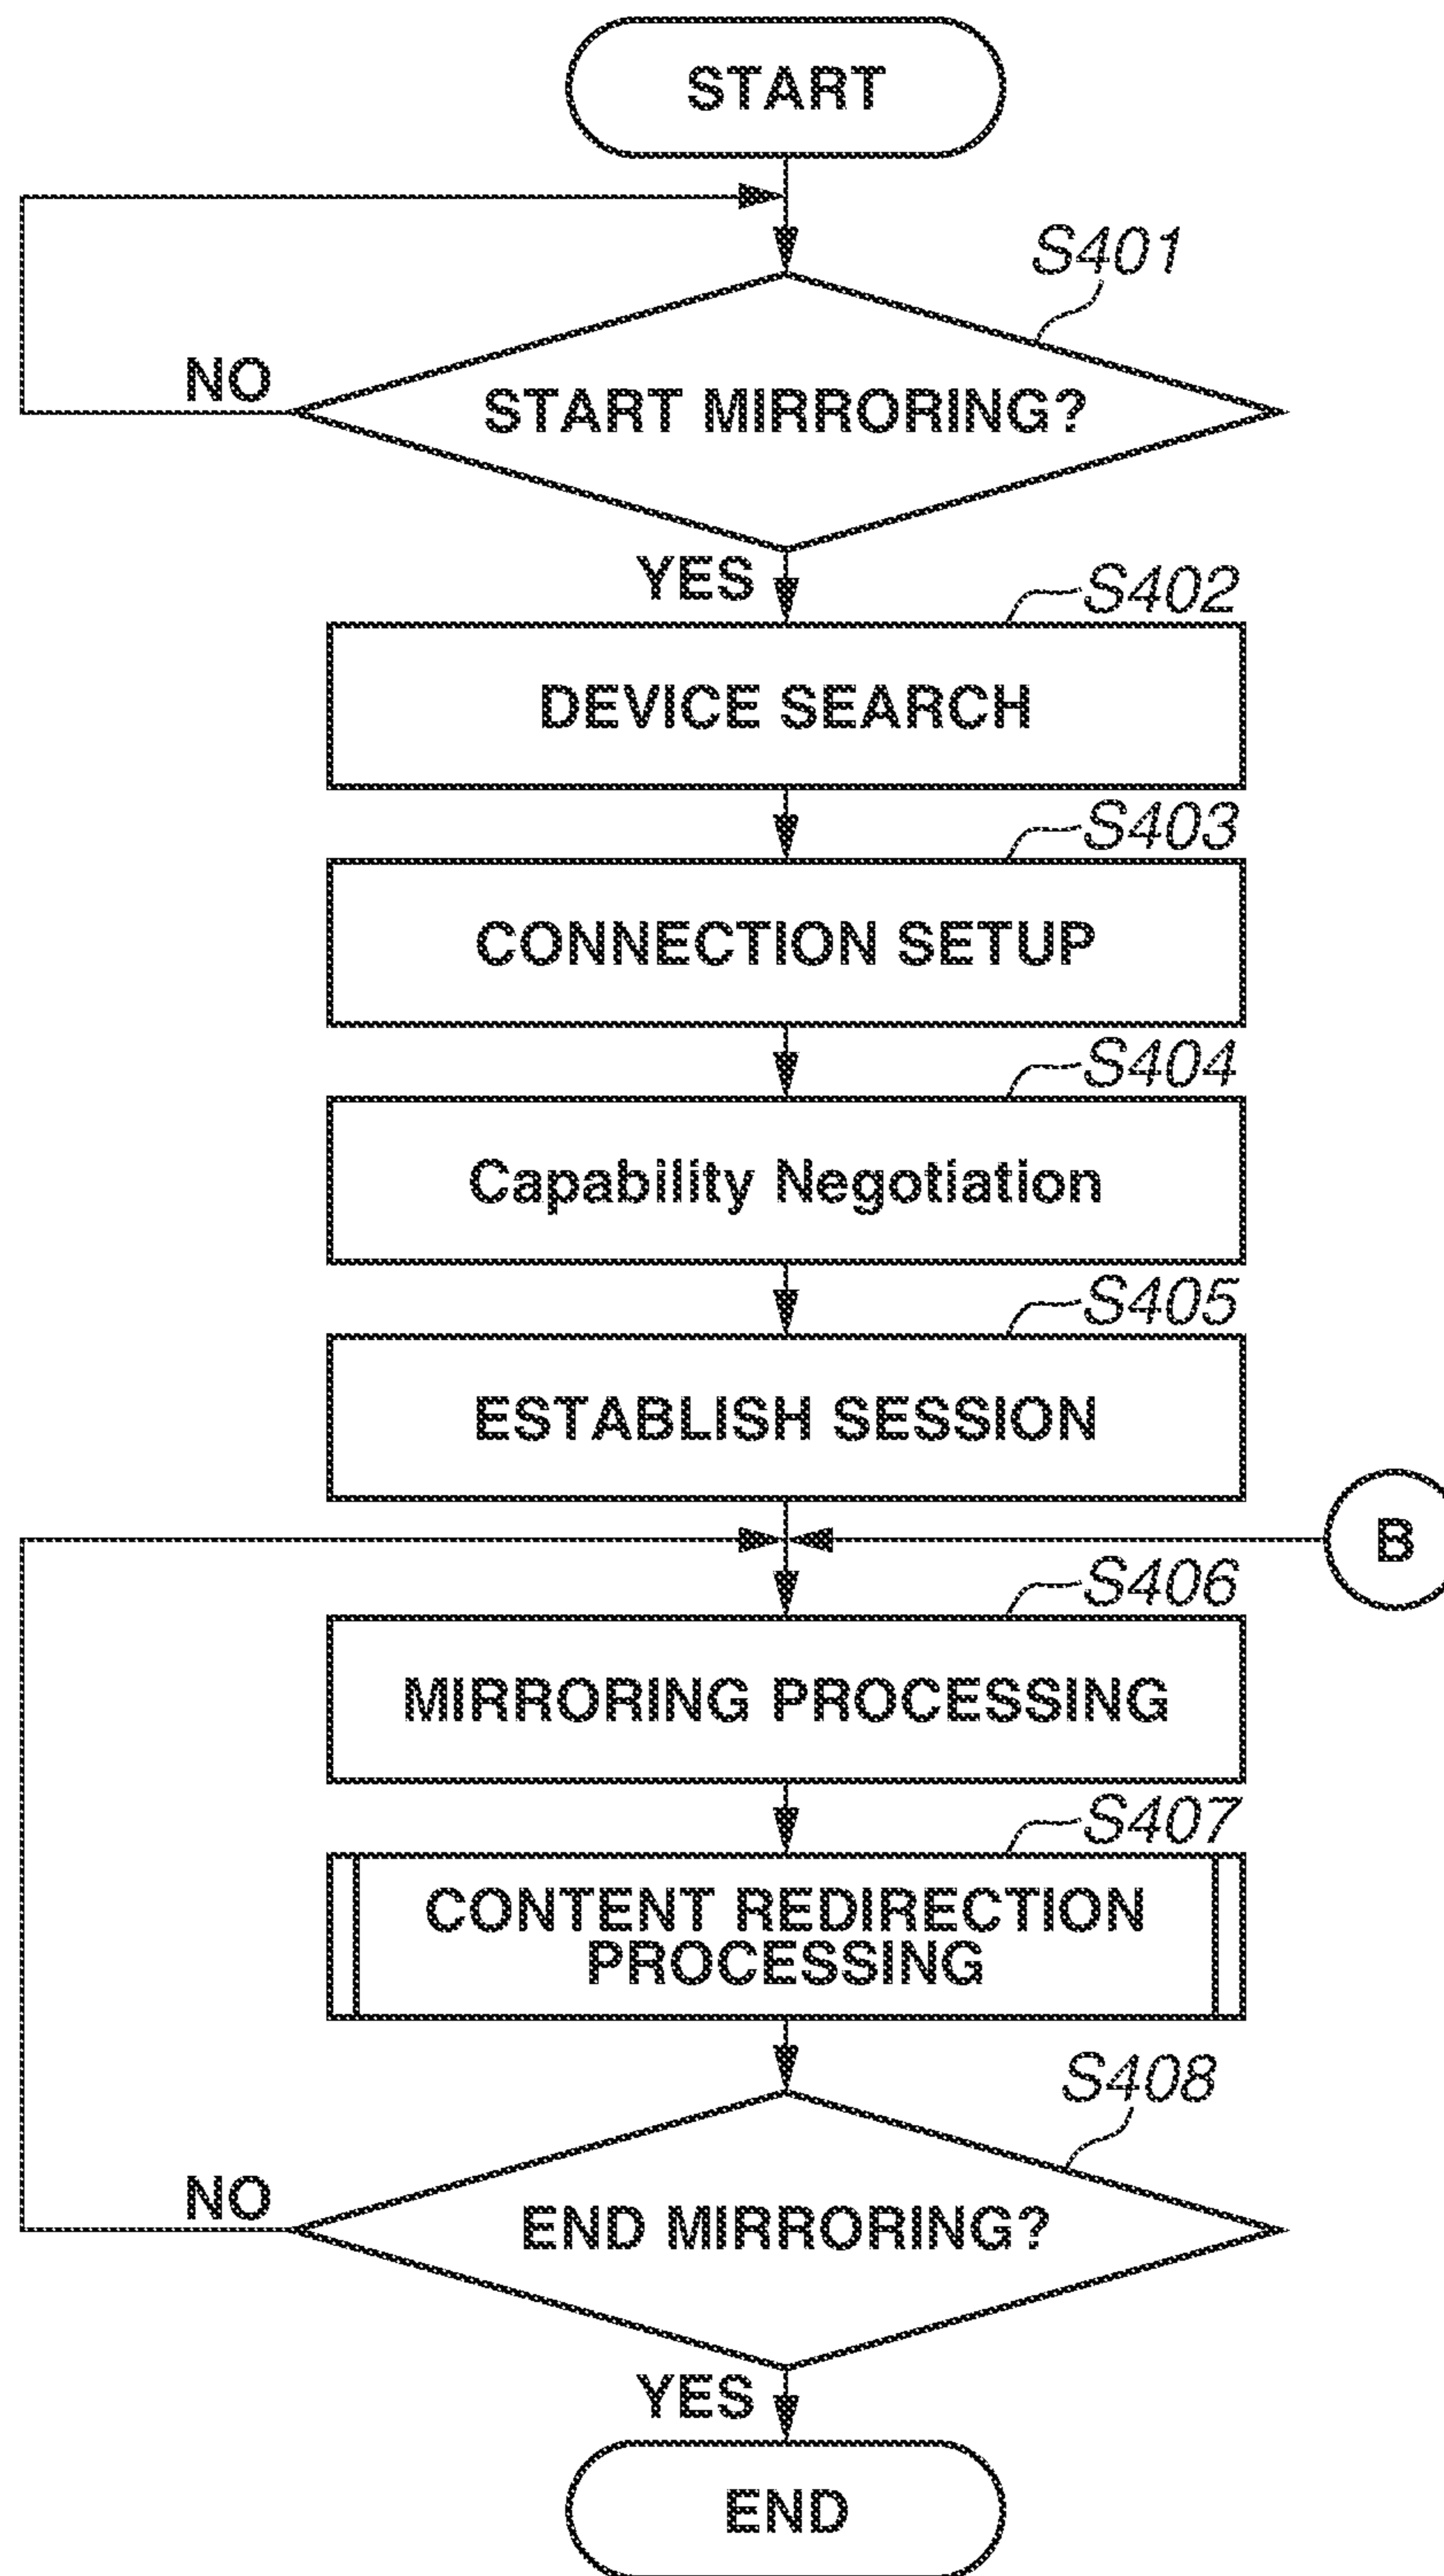 START
S401
NO
START MIRRORING?
YES
S402
DEVICE SEARCH
S403
CONNECTION SETUP
S404
Capability Negotiation
S405
ESTABLISH SESSION
B
S406
MIRRORING PROCESSING
S407
CONTENT REDIRECTION
PROCESSING
S408
NO
END MIRRORING?
YES
END